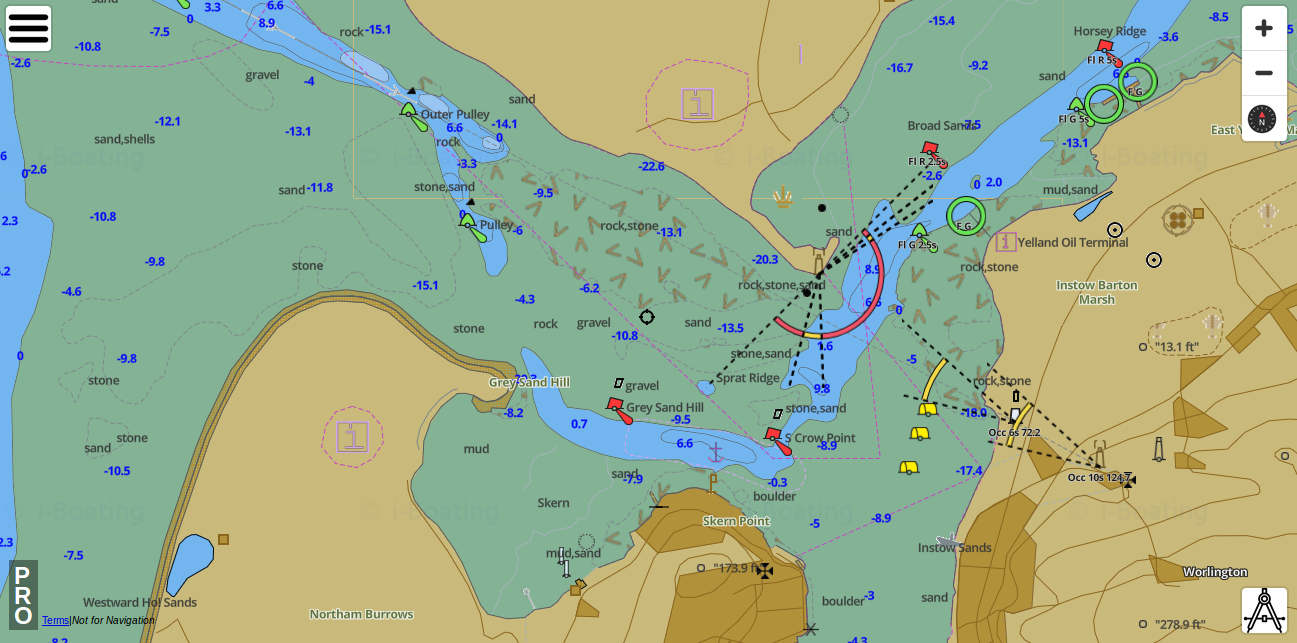 3.3
6.6
0
8.9
-7.5
rock
-15.1
-15.4
-8.5
Horsey Ridge
-3.6
-10.8
-2.6
gravel
-4
-16.7
-9.2
sand
Fl R 5s
0
F G
sand
Outer Pulley
6.6
-14.1
0
rock
Broad Sands
-7.5
Fl G 5s
-12.1
-13.1
sand,shells
-13.1
i-Boating
© i-Boating
© i-Boating
© i-Boating
0
-2.6
-3.3
-22.6
Fl R 2.5s
-2.6
0
2.0
stone,sand
sand
-11.8
-9.5
mud,sand
-10.8
2.3
0
Pulley
-6
rock,stone
-13.1
sand
Fl G 2.5s
F G
Yelland Oil Terminal
-9.8
stone
-20.3
8.9
rock,stone
-4.6
-15.1
-4.3
-6.2
rock,stone,sand
0
Instow Barton
Marsh
stone
rock
gravel
-10.8
sand
-13.5
0
-9.8
stone,sand
1.6
-5
"13.1 ft"
stone
Grey Sand Hill
gravel
Sprat Ridge
9.8
rock,stone
-8.2
0.7
Grey Sand Hill
-9.5
stone,sand
-18.0
Occ 6s 72.2
stone
sand
mud
6.6
S Crow Point
-8.9
-10.5
sand
-7.9
-0.3
-17.4
Occ 10s 124.7
boulder
Skern
i-Boating
© i-Boating
© i-Boating
© i-Boating
Skern Point
-5
-8.9
-7.5
mud,sand
Instow Sands
"173.9 ft"
Worlington
PRO
Westward Ho! Sands
Northam Burrows
boulder
-3
sand
Terms|Not for Navigation
"278.9 ft"
8.2
-4.3
N